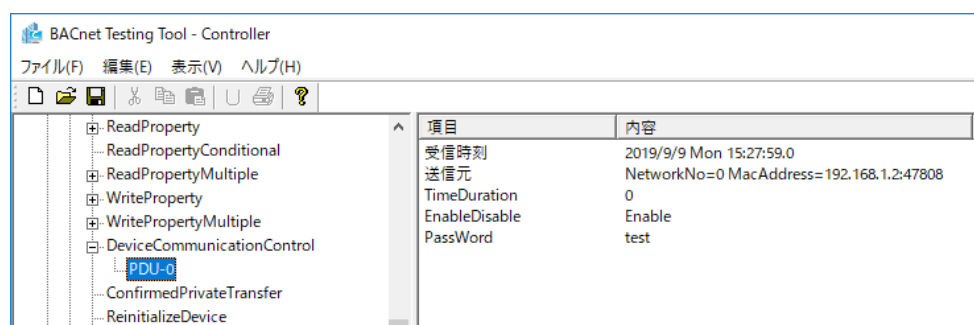 BACnet Testing Tool - Controller
ファイル(F) 編集(E) 表示(V) ヘルプ(H)
ReadProperty
ReadPropertyConditional
ReadPropertyMultiple
WriteProperty
WritePropertyMultiple
DeviceCommunicationControl
PDU-0
ConfirmedPrivateTransfer
ReinitializeDevice
項目 内容
受信時刻 2019/9/9 Mon 15:27:59.0
送信元 NetworkNo=0 MacAddress=192.168.1.2:47808
TimeDuration 0
EnableDisable Enable
PassWord test